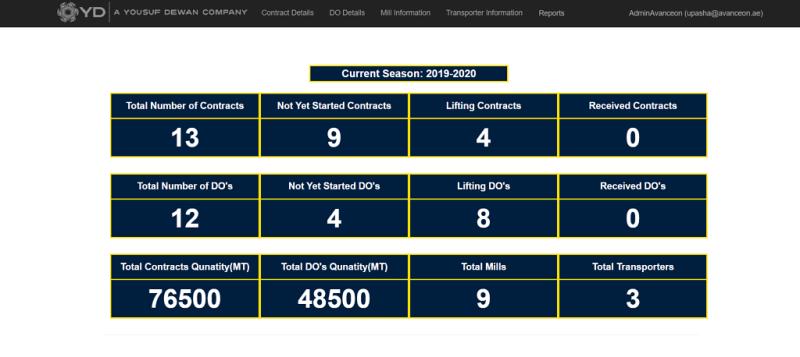 YD A YOUSUF DEWAN COMPANY Contract Details DO Details Mill Information Transporter Information Reports AdminAvanceon (upasha@avanceon.ae)
Current Season: 2019-2020
Total Number of Contracts Not Yet Started Contracts Lifting Contracts Received Contracts
13 9 4 0
Total Number of DO's Not Yet Started DO's Lifting DO's Received DO's
12 4 8 0
Total Contracts Qunatity(MT) Total DO's Qunatity(MT) Total Mills Total Transporters
76500 48500 9 3